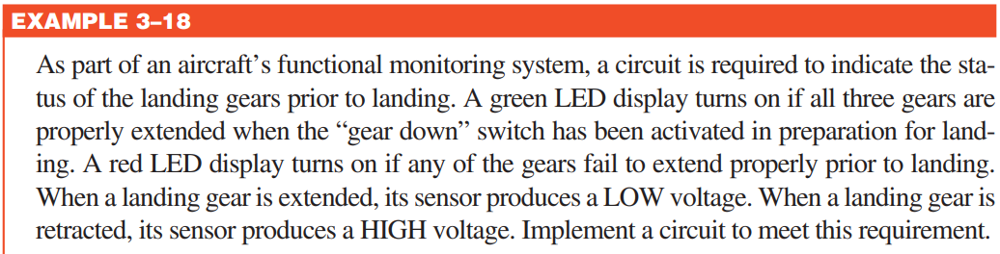 EXAMPLE 3–18
As part of an aircraft’s functional monitoring system, a circuit is required to indicate the sta-
tus of the landing gears prior to landing. A green LED display turns on if all three gears are
properly extended when the “gear down” switch has been activated in preparation for land-
ing. A red LED display turns on if any of the gears fail to extend properly prior to landing.
When a landing gear is extended, its sensor produces a LOW voltage. When a landing gear is
retracted, its sensor produces a HIGH voltage. Implement a circuit to meet this requirement.